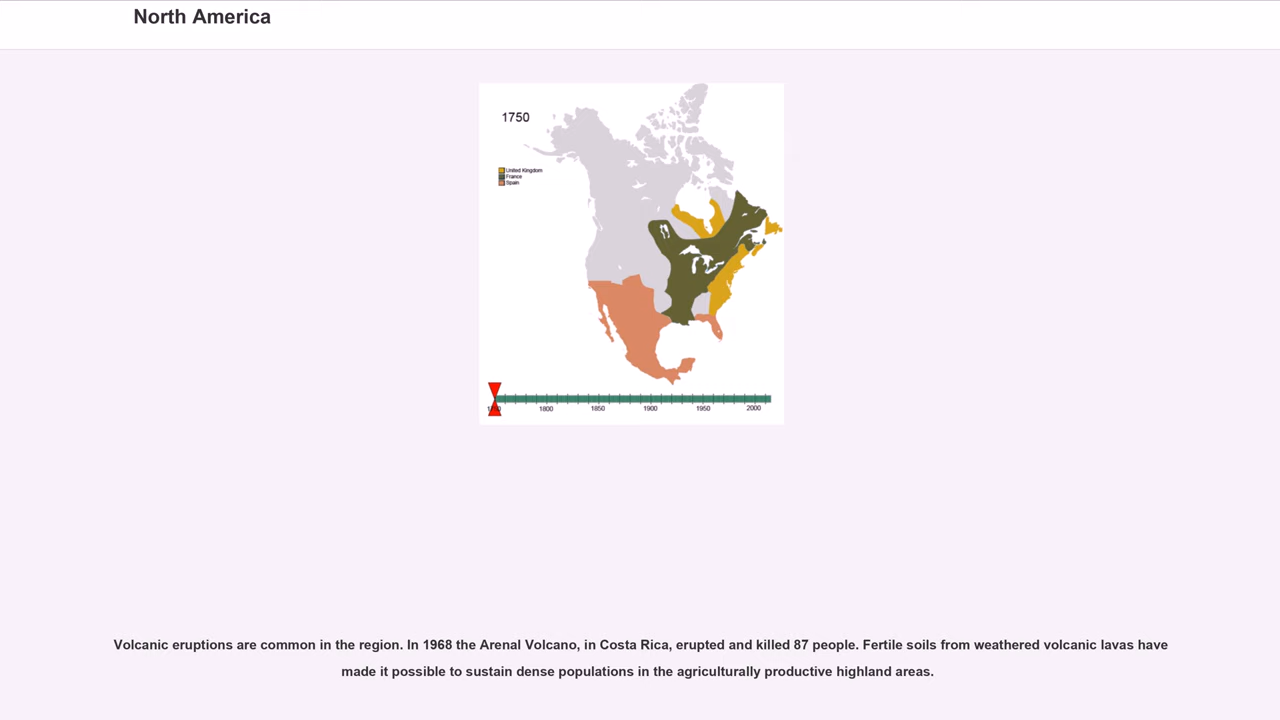 North America
1750
United Kingdom
France
Spain
1800 1850 1900 1950 2000
Volcanic eruptions are common in the region. In 1968 the Arenal Volcano, in Costa Rica, erupted and killed 87 people. Fertile soils from weathered volcanic lavas have
made it possible to sustain dense populations in the agriculturally productive highland areas.